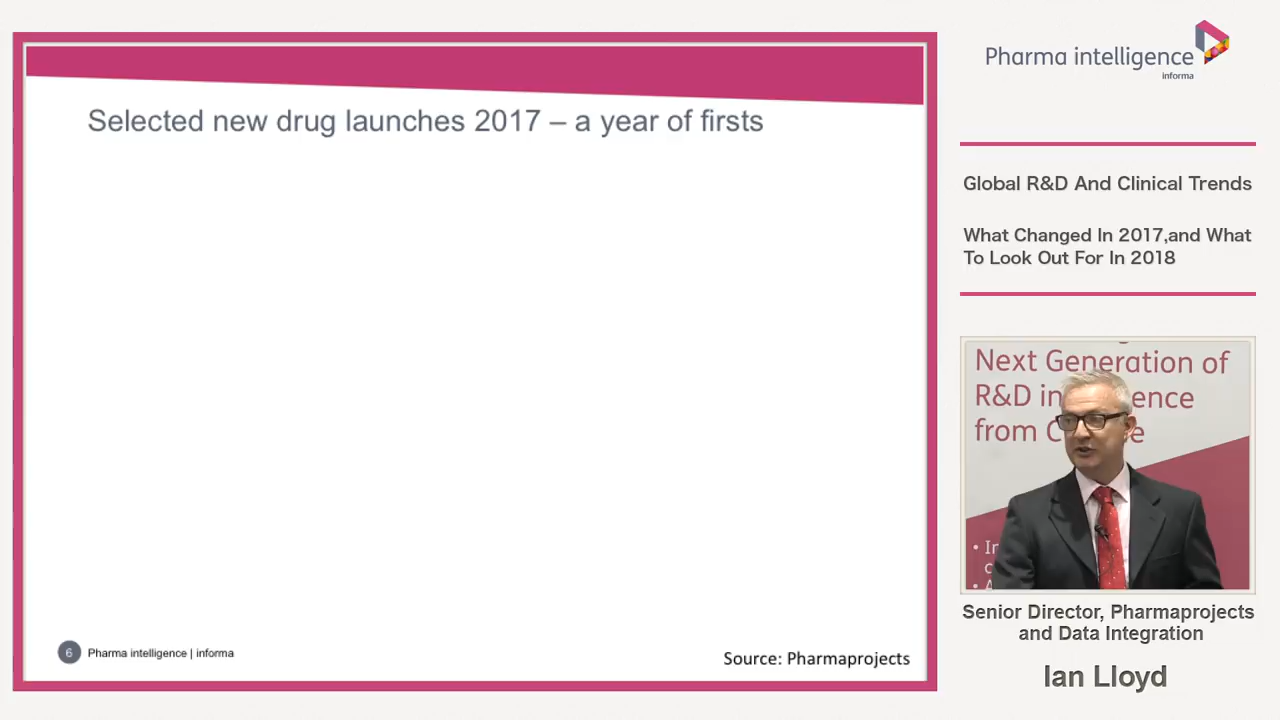 Selected new drug launches 2017 – a year of firsts
6
Pharma intelligence | informa
Source: Pharmaprojects
Pharma intelligence
informa
Global R&D And Clinical Trends
What Changed In 2017,and What
To Look Out For In 2018
Next Generation of
R&D in ence
from C e
Senior Director, Pharmaprojects
and Data Integration
Ian Lloyd